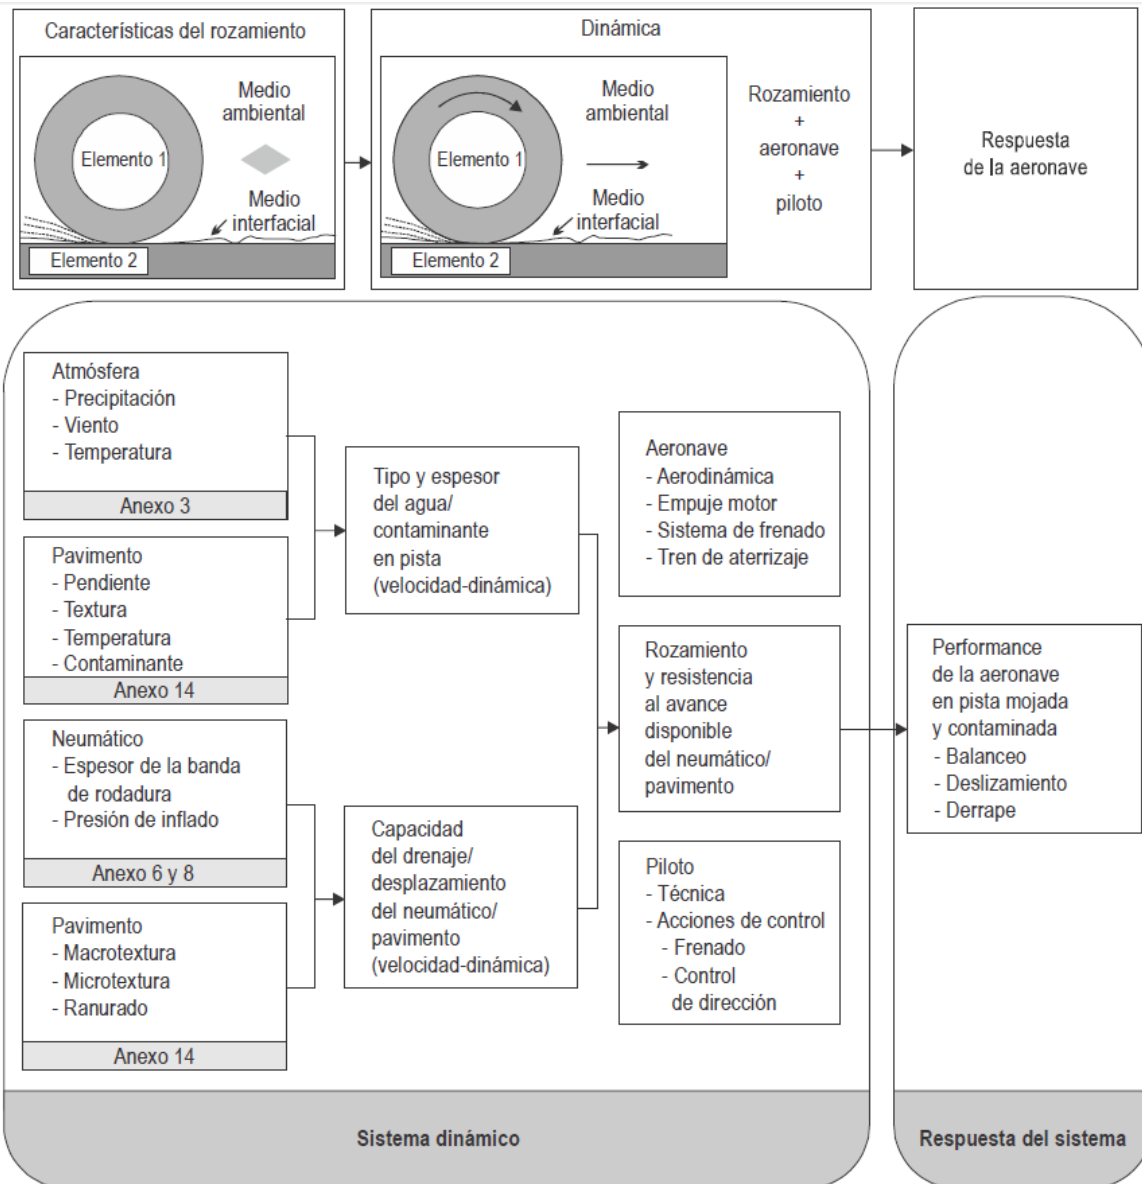 Características del rozamiento
Medio
ambiental
Elemento 1
Medio
interfacial
Elemento 2
Dinámica
Medio
ambiental
Elemento 1
Medio
interfacial
Elemento 2
Rozamiento
+
aeronave
+
piloto
Respuesta
de la aeronave
Atmósfera
- Precipitación
- Viento
- Temperatura
Anexo 3
Pavimento
- Pendiente
- Textura
- Temperatura
- Contaminante
Anexo 14
Neumático
- Espesor de la banda
de rodadura
- Presión de inflado
Anexo 6 y 8
Pavimento
- Macrotextura
- Microtextura
- Ranurado
Anexo 14
Tipo y espesor
del agua/
contaminante
en pista
(velocidad-dinámica)
Capacidad
del drenaje/
desplazamiento
del neumático/
pavimento
(velocidad-dinámica)
Aeronave
- Aerodinámica
- Empuje motor
- Sistema de frenado
- Tren de aterrizaje
Rozamiento
y resistencia
al avance
disponible
del neumático/
pavimento
Piloto
- Técnica
- Acciones de control
- Frenado
- Control
de dirección
Performance
de la aeronave
en pista mojada
y contaminada
- Balanceo
- Deslizamiento
- Derrape
Sistema dinámico
Respuesta del sistema